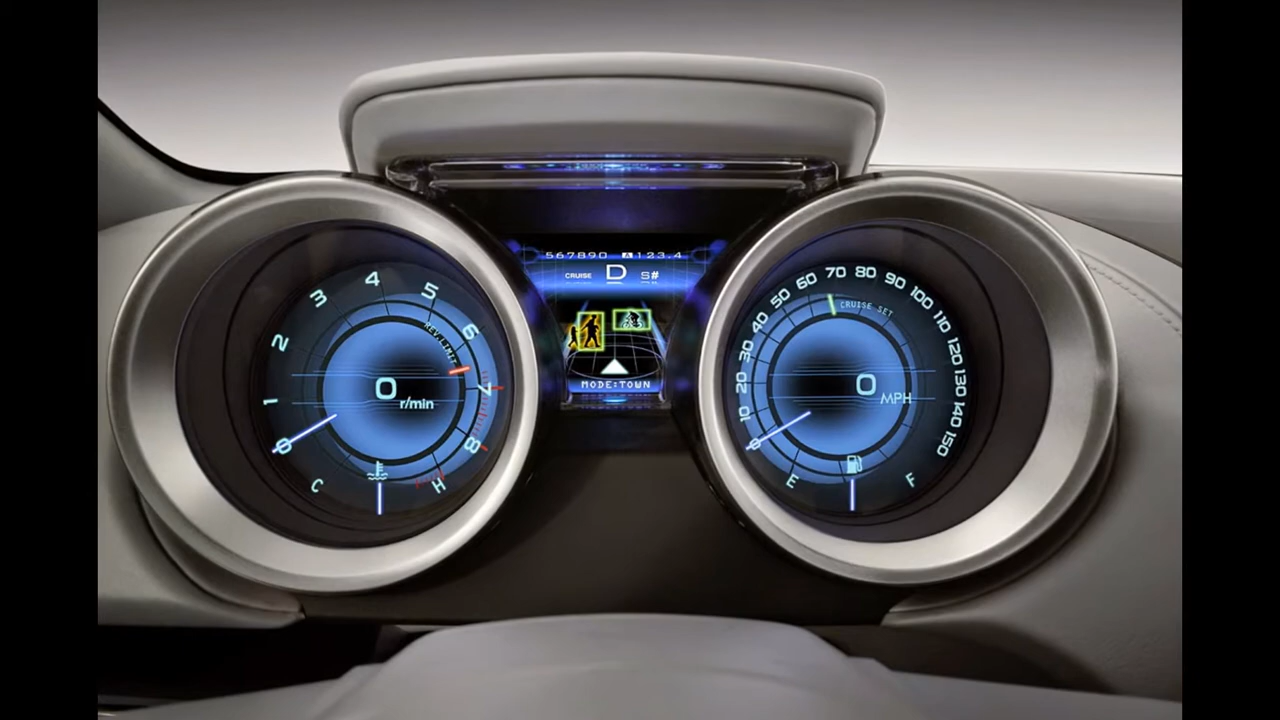 0
1
2
3
4
5
6
7
8
REV.LIMIT
0
r/min
C
H
567890 A 123.4
CRUISE D S#
MODE:TOWN
0
10
20
30
40
50
60
70
80
90
100
110
120
130
140
150
CRUISE SET
0
MPH
E
F